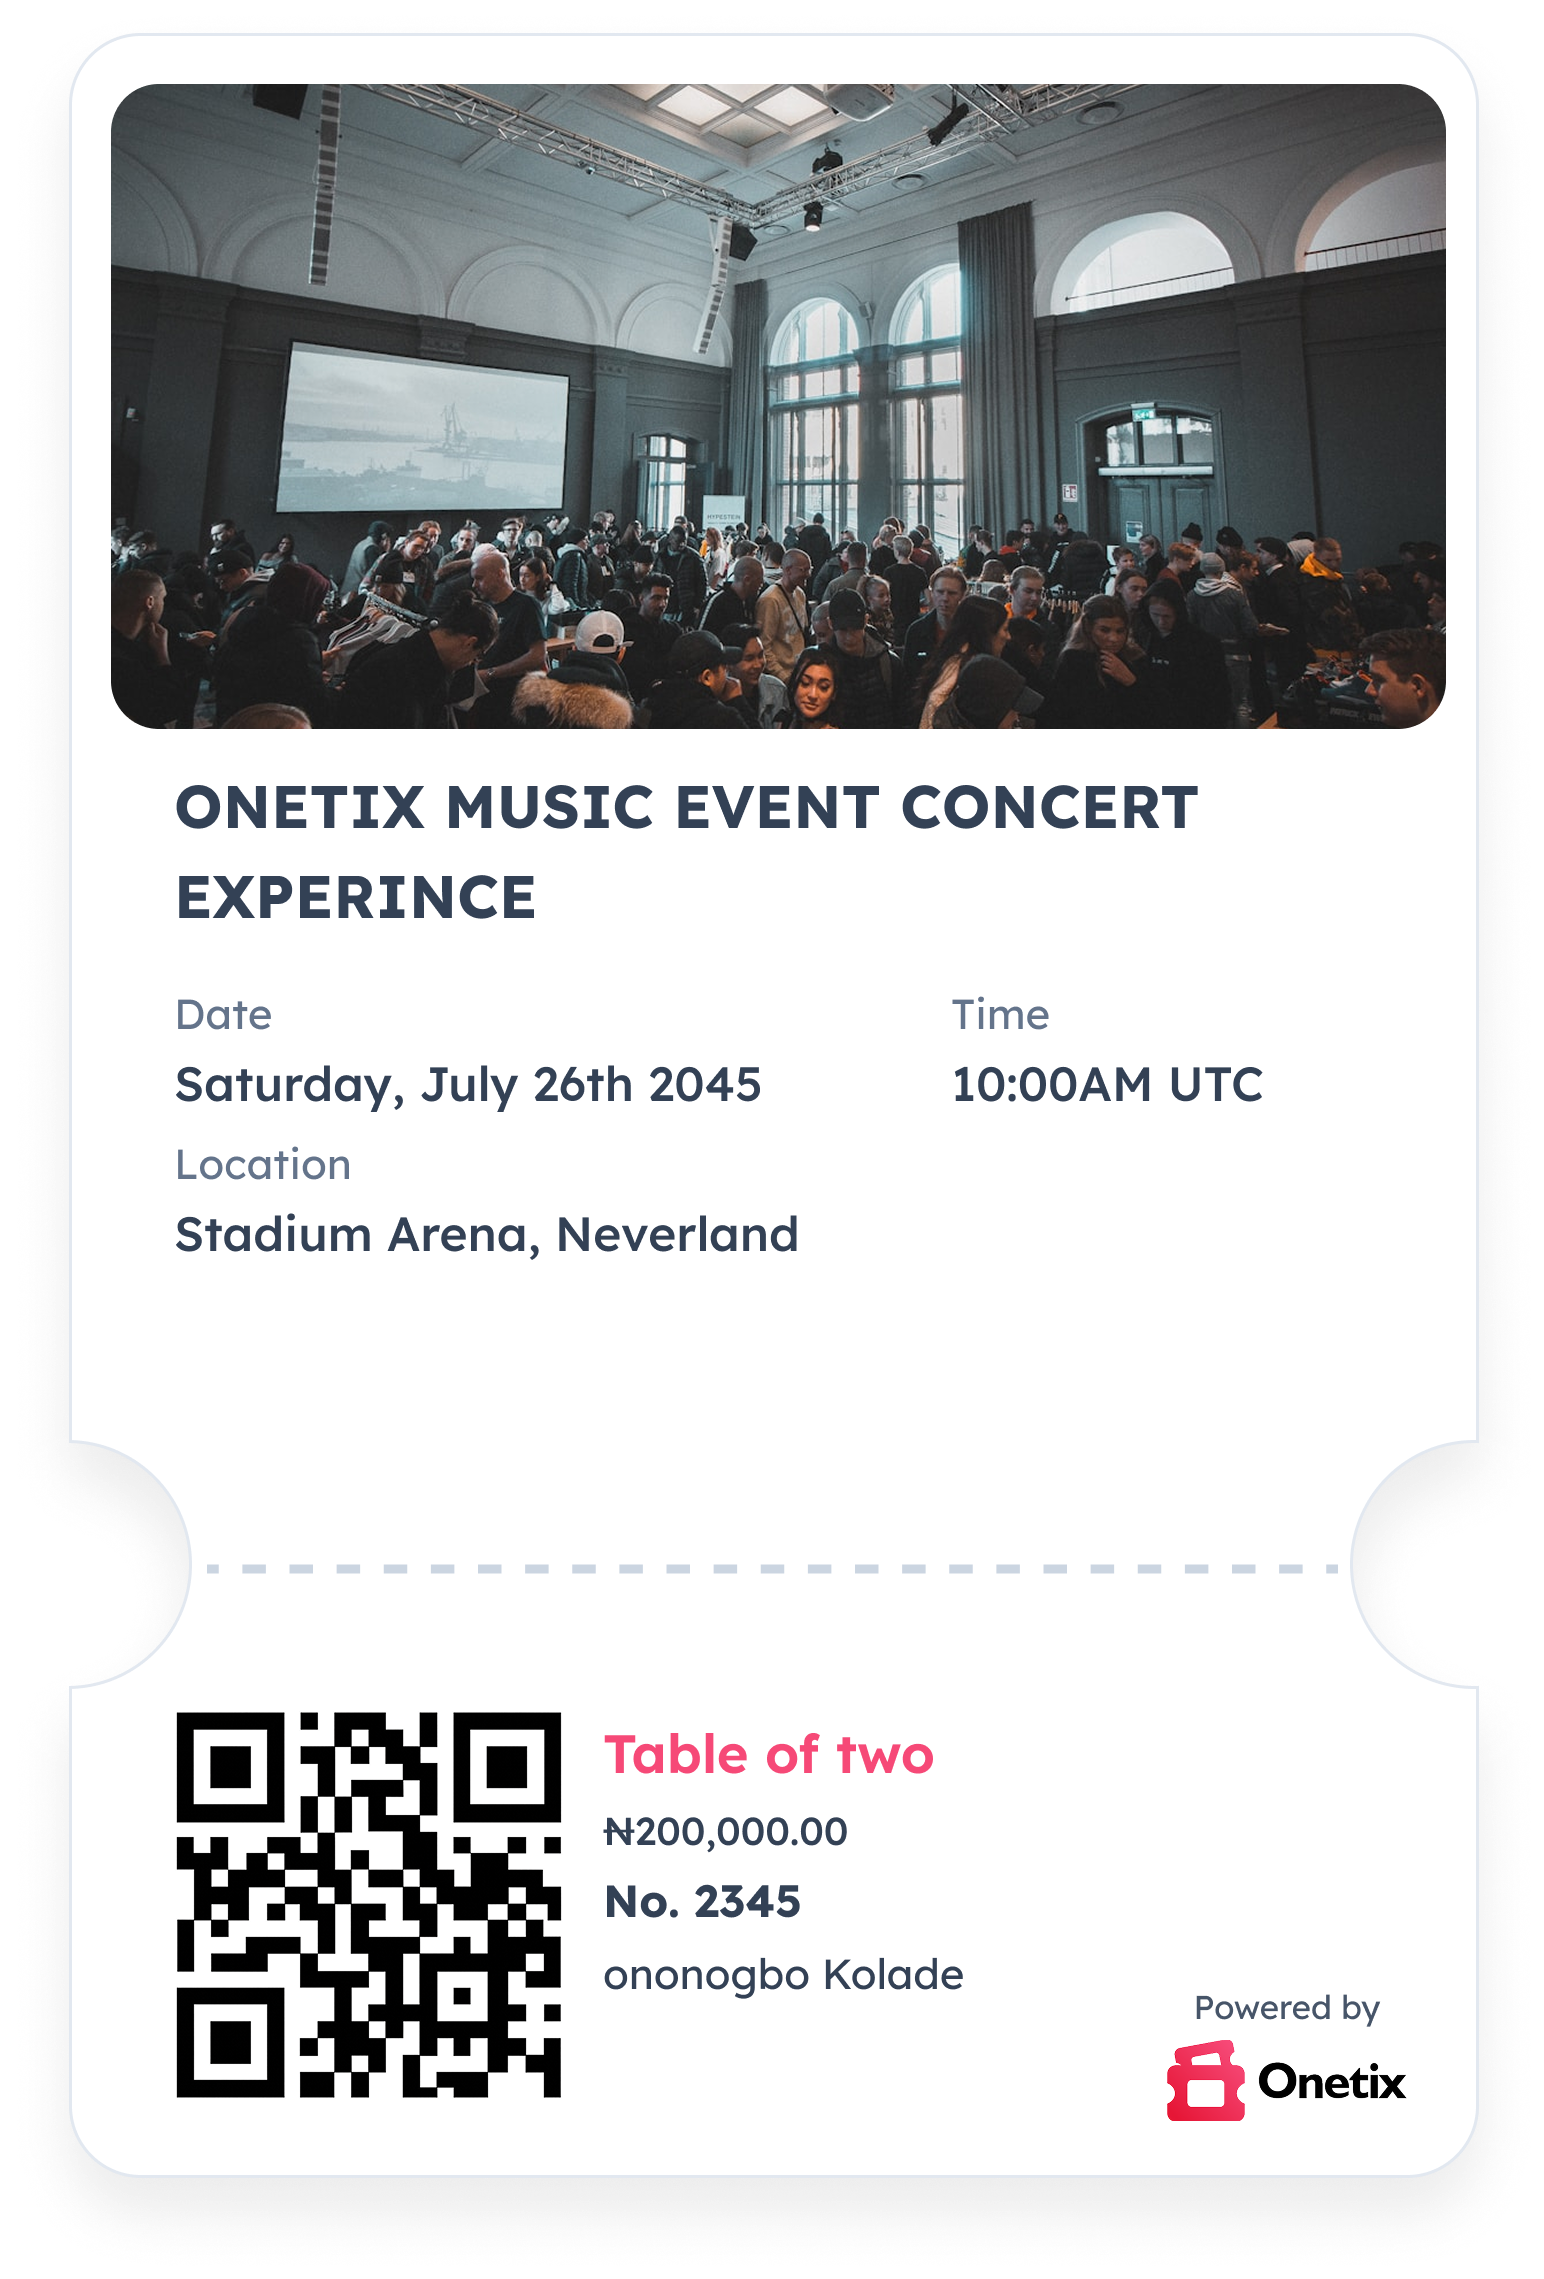 HYPESTEIN
ONETIX MUSIC EVENT CONCERT
EXPERINCE
Date
Time
Saturday, July 26th 2045
10:00AM UTC
Location
Stadium Arena, Neverland
Table of two
₦200,000.00
No. 2345
ononogbo Kolade
Powered by
Onetix